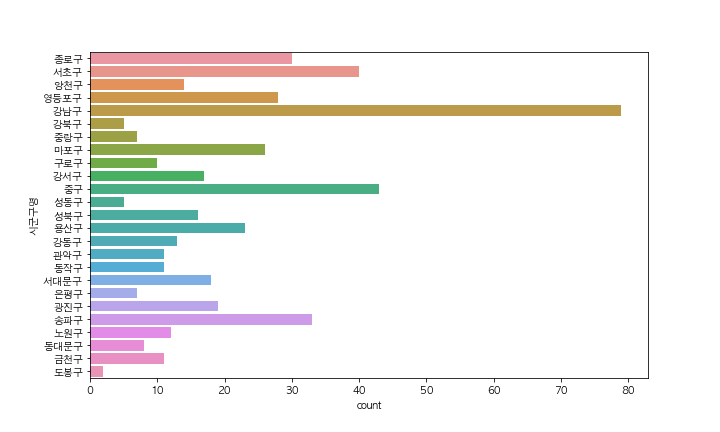 종로구
서초구
양천구
영등포구
강남구
강북구
중랑구
마포구
구로구
강서구
중구
성동구
성북구
용산구
강동구
관악구
동작구
서대문구
은평구
광진구
송파구
노원구
동대문구
금천구
도봉구
시군구명
0 10 20 30 40 50 60 70 80
count